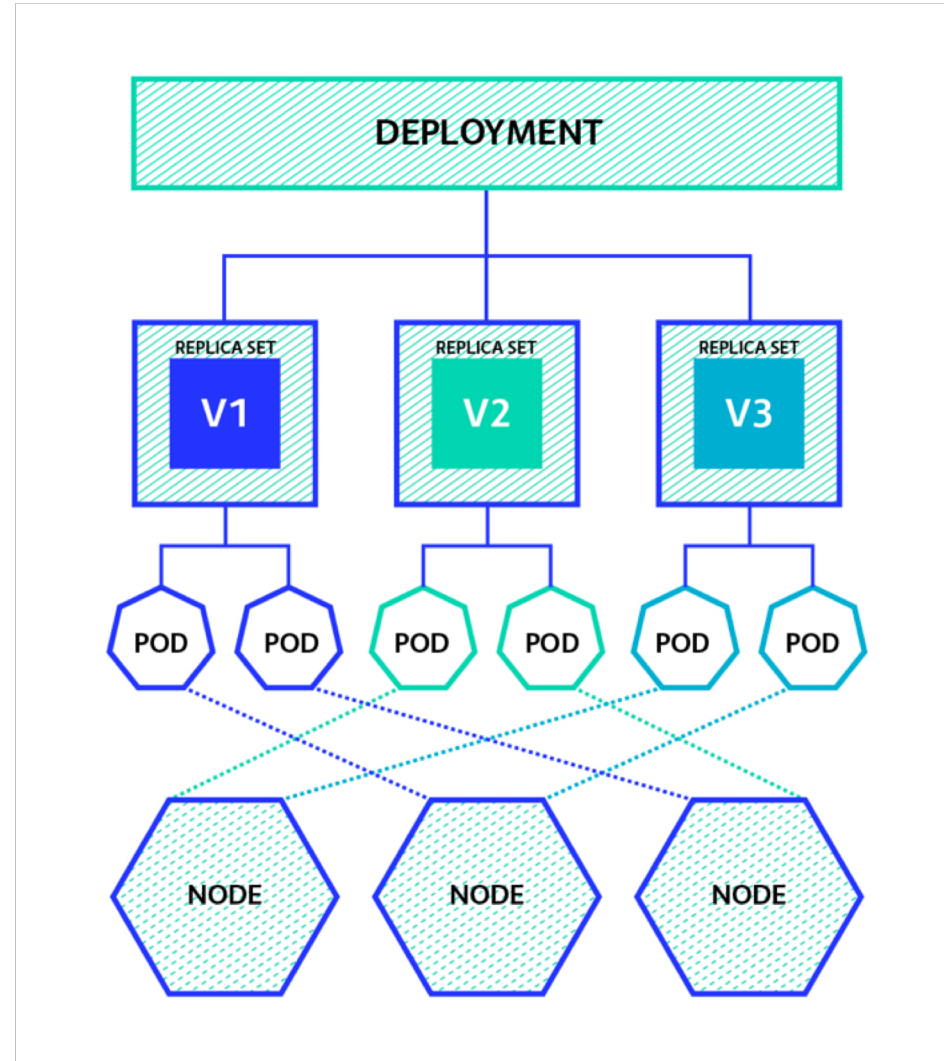 DEPLOYMENT
REPLICA SET
V1
REPLICA SET
V2
REPLICA SET
V3
POD
POD
POD
POD
POD
POD
NODE
NODE
NODE